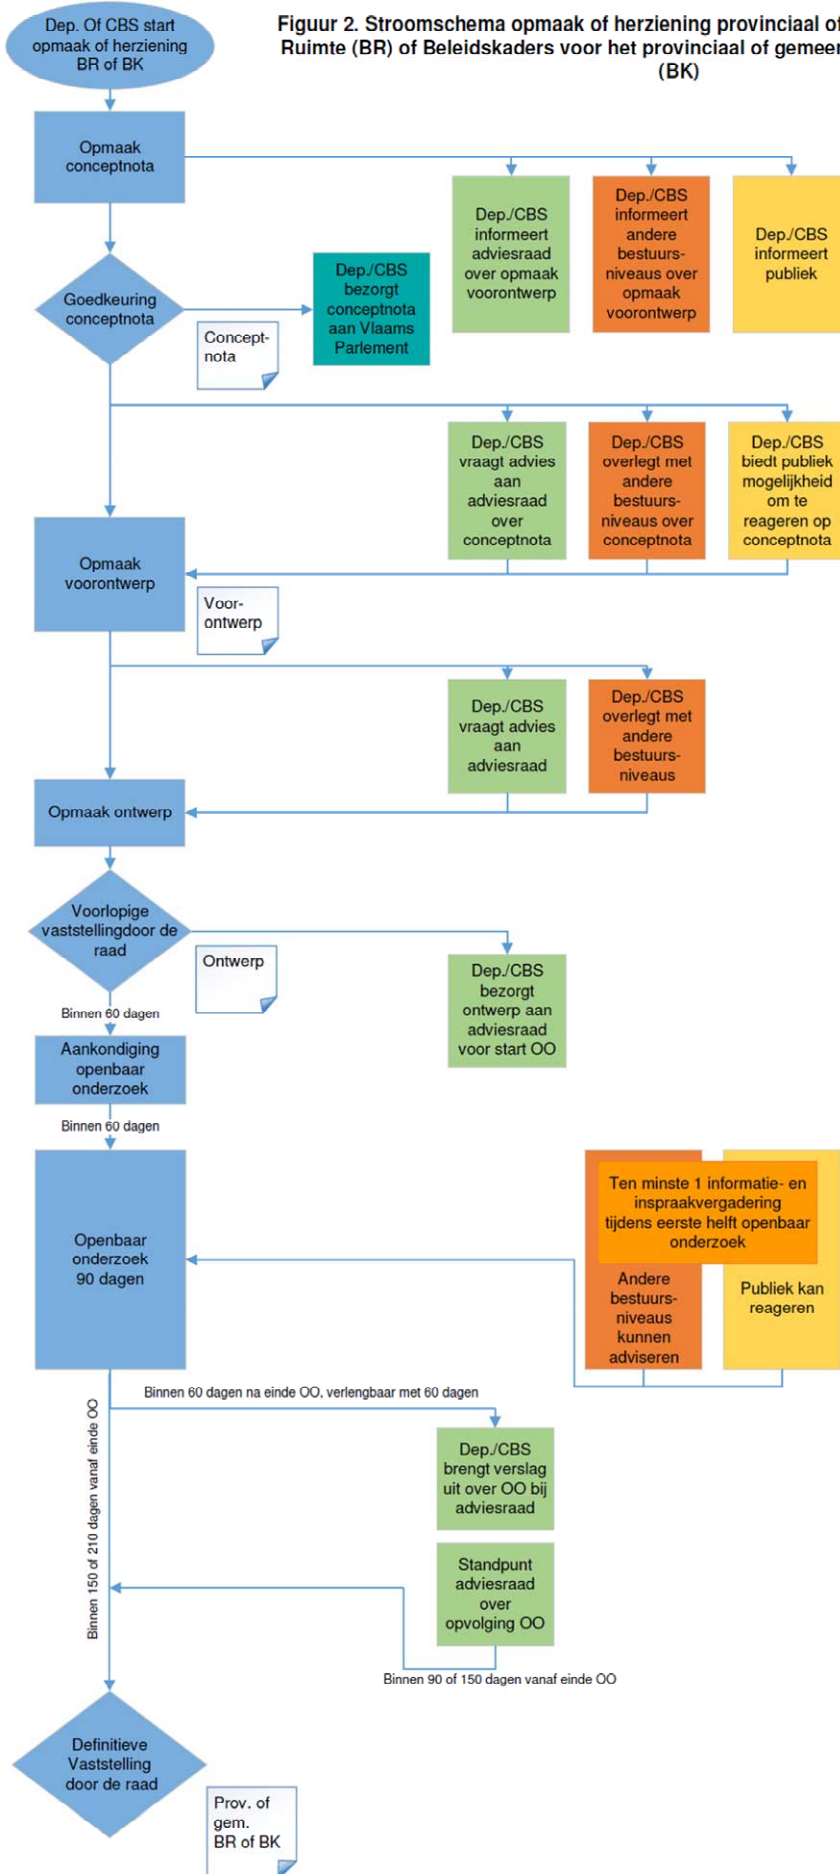 Dep. Of CBS start
opmaak of herziening
BR of BK
Figuur 2. Stroomschema opmaak of herziening provinciaal of
Ruimte (BR) of Beleidskaders voor het provinciaal of
(BK)
Opmaak
conceptnota
Dep./CBS
informeert
adviesraad
over opmaak
voorontwerp
Dep./CBS
informeert
andere
bestuurs-
niveaus over
opmaak
voorontwerp
Dep./CBS
informeert
publiek
Goedkeuring
conceptnota
Concept-
nota
Dep./CBS
bezorgt
conceptnota
aan Vlaams
Parlement
Dep./CBS
vraagt advies
aan
adviesraad
over
conceptnota
Dep./CBS
overlegt met
andere
bestuurs-
niveaus over
conceptnota
Dep./CBS
biedt publiek
mogelijkheid
om te
reageren op
conceptnota
Opmaak
voorontwerp
Voor-
ontwerp
Dep./CBS
vraagt advies
aan
adviesraad
Dep./CBS
overlegt met
andere
bestuurs-
niveaus
Opmaak ontwerp
Voorlopige
vaststellingdoor de
raad
Ontwerp
Dep./CBS
bezorgt
ontwerp aan
adviesraad
voor start OO
Binnen 60 dagen
Aankondiging
openbaar
onderzoek
Binnen 60 dagen
Openbaar
onderzoek
90 dagen
Ten minste 1 informatie- en
inspraakvergadering
tijdens eerste helft openbaar
onderzoek
Andere
bestuurs-
niveaus
kunnen
adviseren
Publiek kan
reageren
Binnen 60 dagen na einde OO, verlengbaar met 60 dagen
Binnen 150 of 210 dagen vanaf einde OO
Dep./CBS
brengt verslag
uit over OO bij
adviesraad
Standpunt
adviesraad
over
opvolging OO
Binnen 90 of 150 dagen vanaf einde OO
Definitieve
Vaststelling
door de raad
Prov. of
gem.
BR of BK